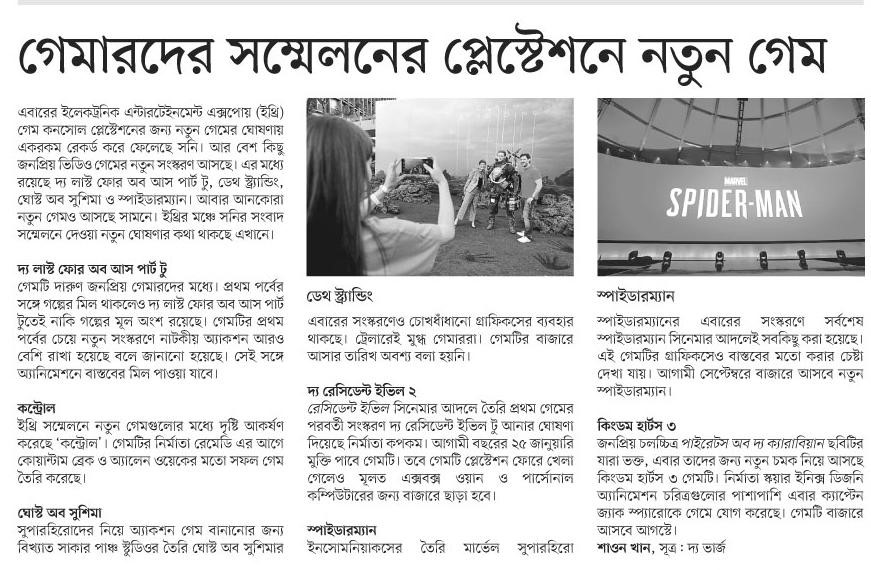 গেমারদের সম্মেলনের প্লেস্টেশনে নতুন গেম
এবারের ইলেকট্রনিক এন্টারটেইনমেন্ট এক্সপোয় (ইথ্রি)
গেম কনসোল প্লেস্টেশনের জন্য নতুন গেমের ঘোষণায়
একরকম রেকর্ড করে ফেলেছে সনি। আর বেশ কিছু
জনপ্রিয় ভিডিও গেমের নতুন সংস্করণ আসছে। এর মধ্যে
রয়েছে দ্য লাস্ট ফোর অব আস পার্ট টু, ডেথ স্ট্র্যান্ডিং,
ঘোস্ট অব সুশিমা ও স্পাইডারম্যান। আবার আনকোরা
নতুন গেমও আসছে সামনে। ইথ্রির মঞ্চে সনির সংবাদ
সম্মেলনে দেওয়া নতুন ঘোষণার কথা থাকছে এখানে।
দ্য লাস্ট ফোর অব আস পার্ট টু
গেমটি দারুণ জনপ্রিয় গেমারদের মধ্যে। প্রথম পর্বের
সঙ্গে গল্পের মিল থাকলেও দ্য লাস্ট ফোর অব আস পার্ট
টুতেই নাকি গল্পের মূল অংশ রয়েছে। গেমটির প্রথম
পর্বের চেয়ে নতুন সংস্করণে নাটকীয় অ্যাকশন আরও
বেশি রাখা হয়েছে বলে জানানো হয়েছে। সেই সঙ্গে
অ্যানিমেশনে বাস্তবের মিল পাওয়া যাবে।
কন্ট্রোল
ইথ্রি সম্মেলনে নতুন গেমগুলোর মধ্যে দৃষ্টি আকর্ষণ
করেছে ‘কন্ট্রোল’। গেমটির নির্মাতা রেমেডি এর আগে
কোয়ান্টাম ব্রেক ও অ্যালেন ওয়েকের মতো সফল গেম
তৈরি করেছে।
ঘোস্ট অব সুশিমা
সুপারহিরোদের নিয়ে অ্যাকশন গেম বানানোর জন্য
বিখ্যাত সাকার পাঞ্চ স্টুডিওর তৈরি ঘোস্ট অব সুশিমার
ডেথ স্ট্র্যান্ডিং
এবারের সংস্করণেও চোখধাঁধানো গ্রাফিকসের ব্যবহার
থাকছে। ট্রেলারেই মুগ্ধ গেমাররা। গেমটির বাজারে
আসার তারিখ অবশ্য বলা হয়নি।
দ্য রেসিডেন্ট ইভিল ২
রেসিডেন্ট ইভিল সিনেমার আদলে তৈরি প্রথম গেমের
পরবর্তী সংস্করণ দ্য রেসিডেন্ট ইভিল টু আনার ঘোষণা
দিয়েছে নির্মাতা কপকম। আগামী বছরের ২৫ জানুয়ারি
মুক্তি পাবে গেমটি। তবে গেমটি প্লেস্টেশন ফোরে খেলা
গেলেও মূলত এক্সবক্স ওয়ান ও পার্সোনাল
কম্পিউটারের জন্য বাজারে ছাড়া হবে।
স্পাইডারম্যান
ইনসোমনিয়াকসের তৈরি মার্ভেল সুপারহিরো
MARVEL
SPIDER-MAN
স্পাইডারম্যান
স্পাইডারম্যানের এবারের সংস্করণে সর্বশেষ
স্পাইডারম্যান সিনেমার আদলেই সবকিছু করা হয়েছে।
এই গেমটির গ্রাফিকসেও বাস্তবের মতো করার চেষ্টা
দেখা যায়। আগামী সেপ্টেম্বরে বাজারে আসবে নতুন
স্পাইডারম্যান।
কিংডম হার্টস ৩
জনপ্রিয় চলচ্চিত্র পাইরেটস অব দ্য ক্যারাবিয়ান ছবিটির
যারা ভক্ত, এবার তাদের জন্য নতুন চমক নিয়ে আসছে
কিংডম হার্টস ৩ গেমটি। নির্মাতা স্কয়ার ইনিক্স ডিজনি
অ্যানিমেশন চরিত্রগুলোর পাশাপাশি এবার ক্যাপ্টেন
জ্যাক স্প্যারোকে গেমে যোগ করেছে। গেমটি বাজারে
আসবে আগস্টে।
শাওন খান, সূত্র : দ্য ভার্জ